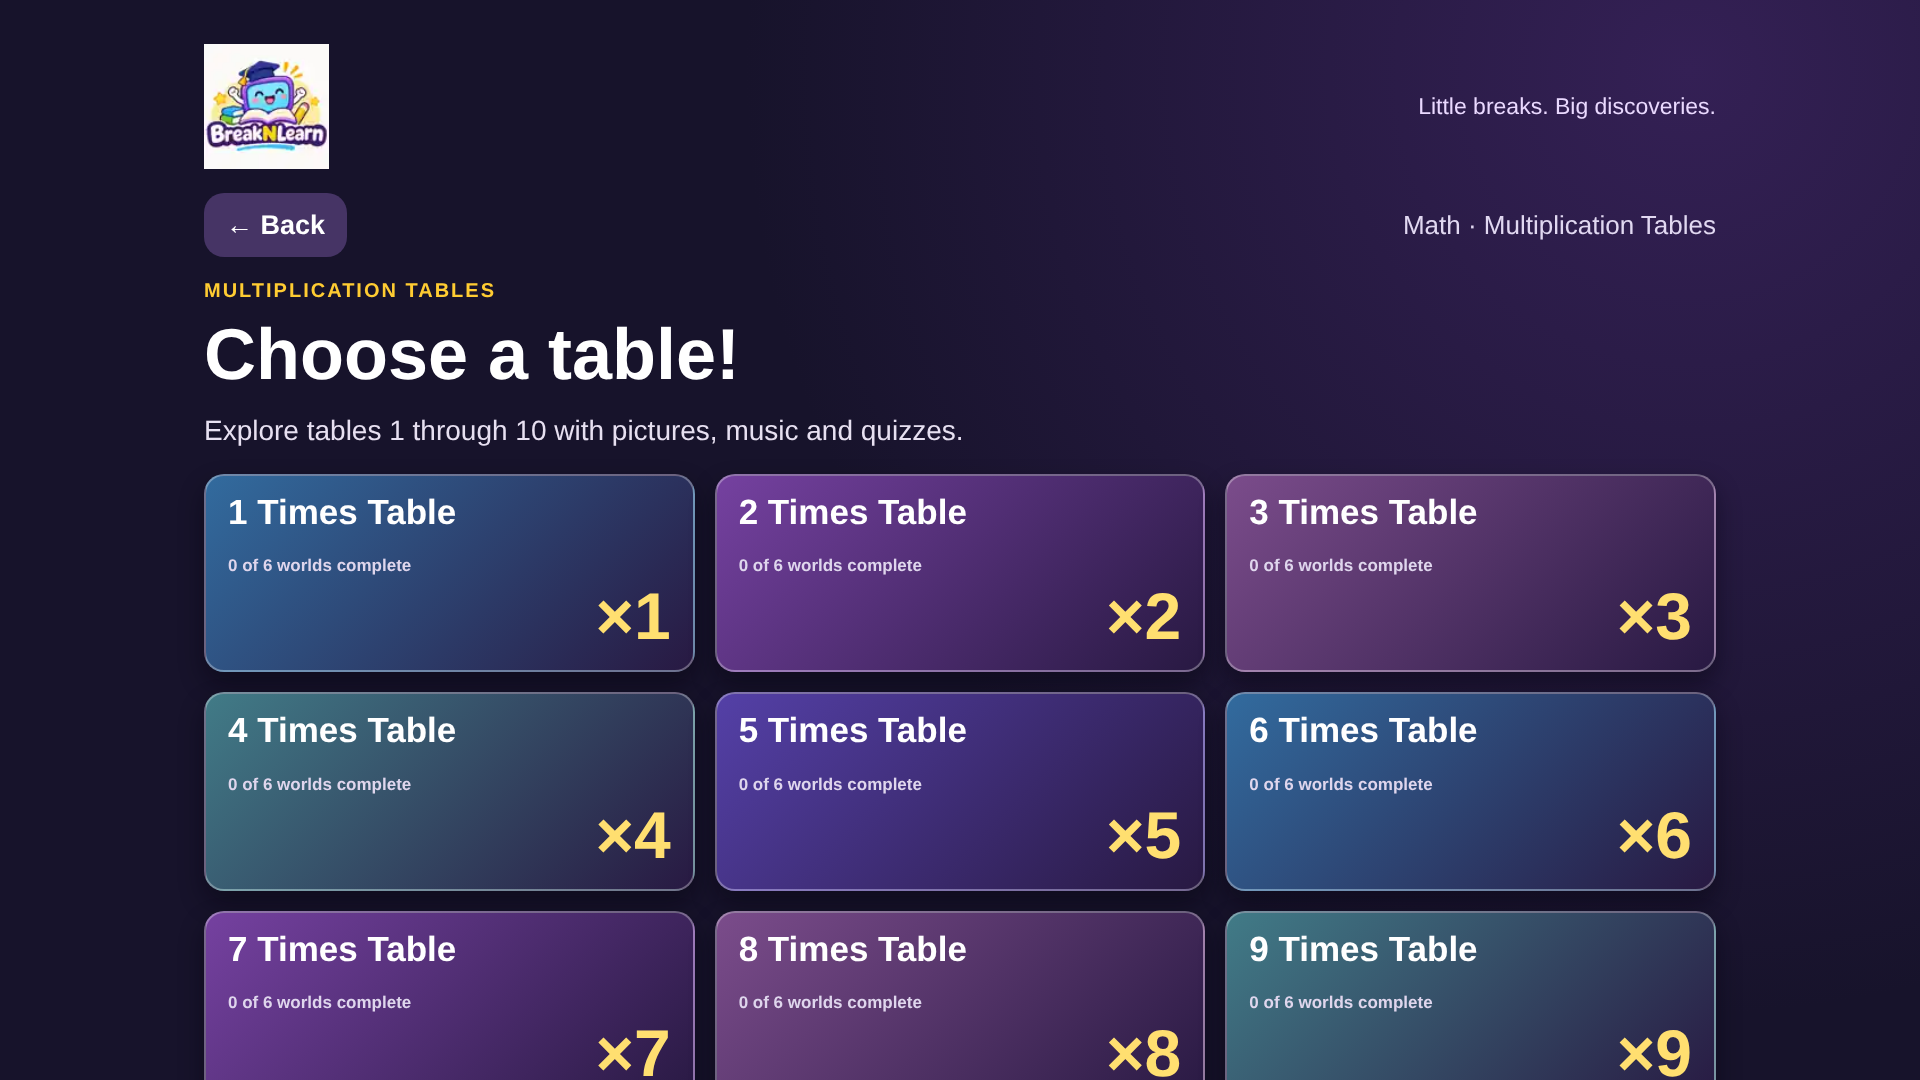 BreakNLearn
Little breaks. Big discoveries.
← Back
Math · Multiplication Tables
MULTIPLICATION TABLES
Choose a table!
Explore tables 1 through 10 with pictures, music and quizzes.
1 Times Table
0 of 6 worlds complete
×1
2 Times Table
0 of 6 worlds complete
×2
3 Times Table
0 of 6 worlds complete
×3
4 Times Table
0 of 6 worlds complete
×4
5 Times Table
0 of 6 worlds complete
×5
6 Times Table
0 of 6 worlds complete
×6
7 Times Table
0 of 6 worlds complete
×7
8 Times Table
0 of 6 worlds complete
×8
9 Times Table
0 of 6 worlds complete
×9